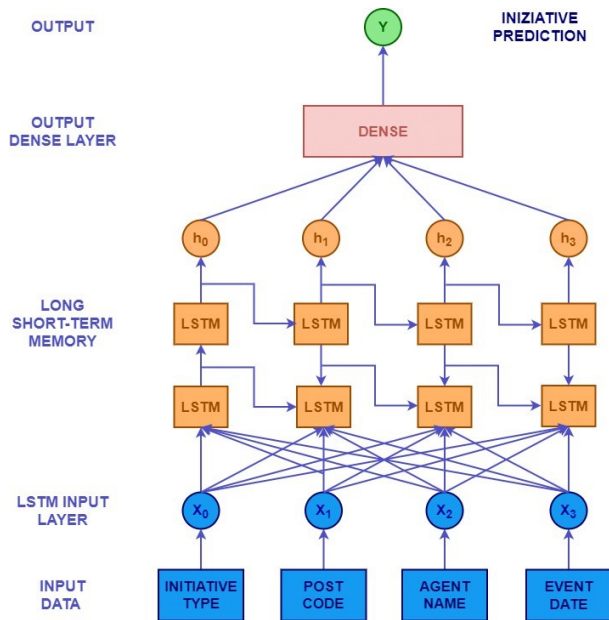 OUTPUT
Y
INIZIATIVE
PREDICTION
OUTPUT
DENSE LAYER
DENSE
h0
h1
h2
h3
LONG
SHORT-TERM
MEMORY
LSTM
LSTM
LSTM
LSTM
LSTM
LSTM
LSTM
LSTM
LSTM INPUT
LAYER
X0
X1
X2
X3
INPUT
DATA
INITIATIVE
TYPE
POST
CODE
AGENT
NAME
EVENT
DATE